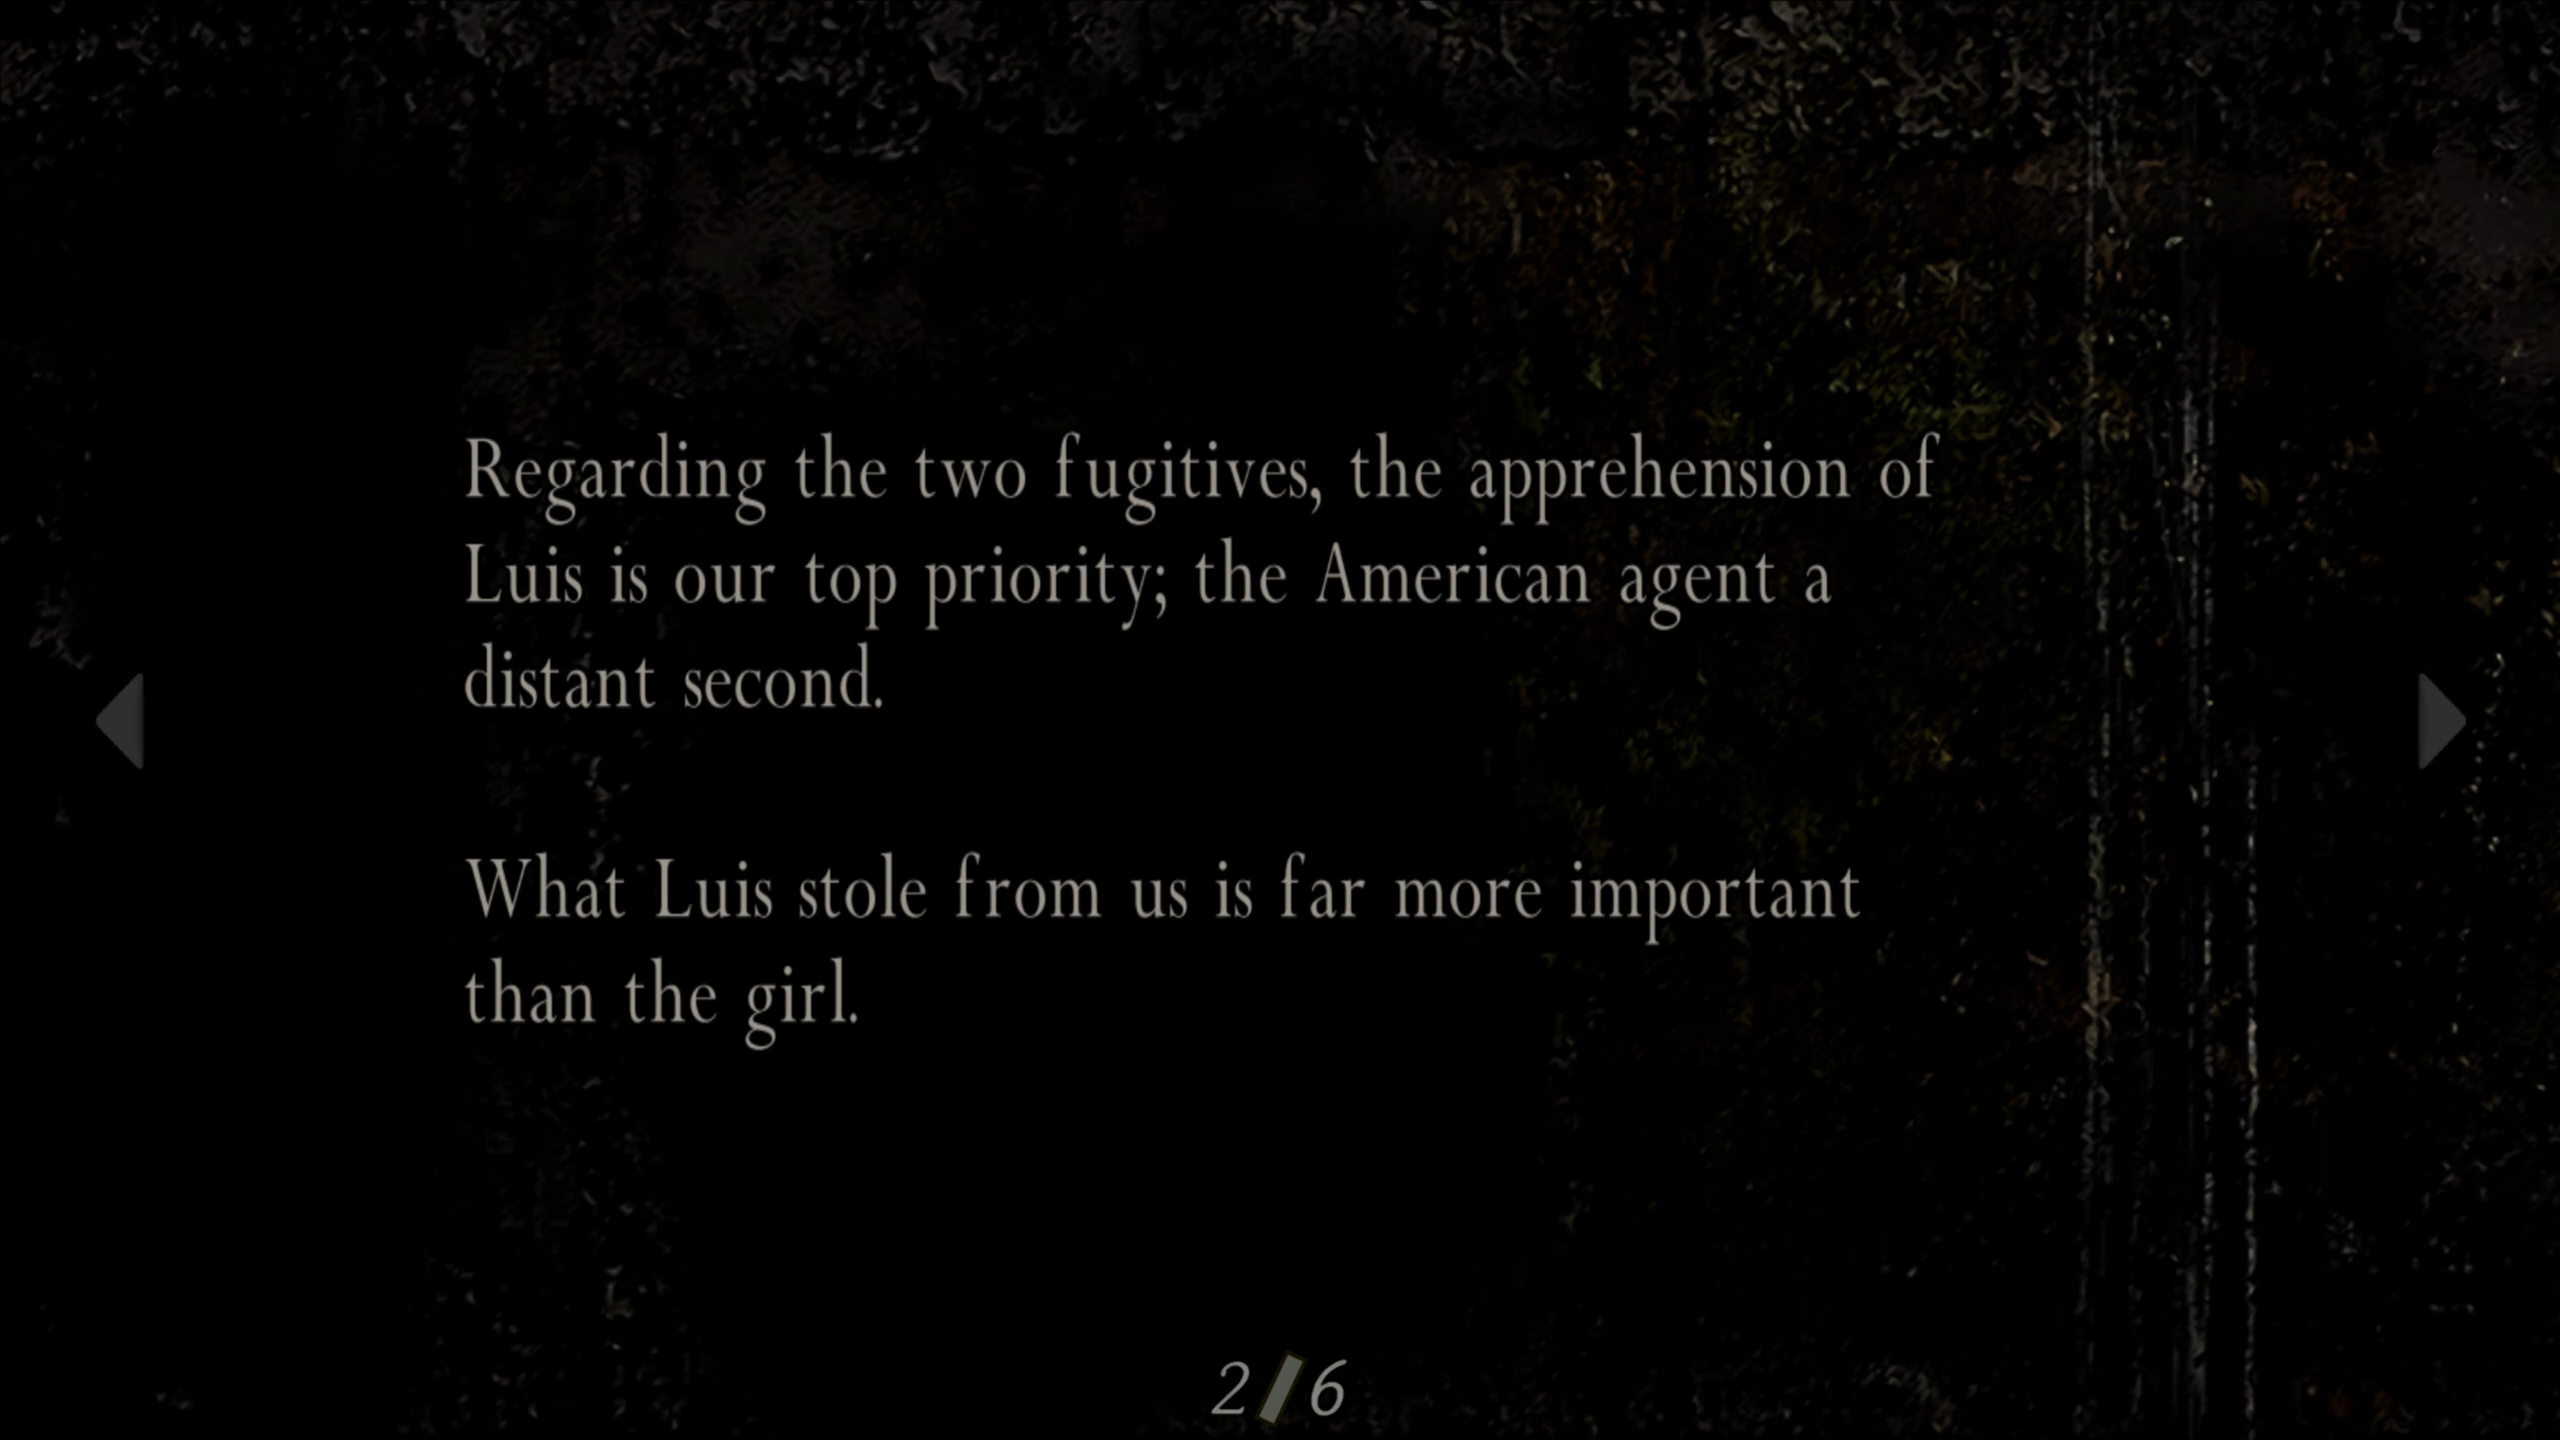 Regarding the two fugitives, the apprehension of
Luis is our top priority; the American agent a
distant second.
What Luis stole from us is far more important
than the girl.
2/6